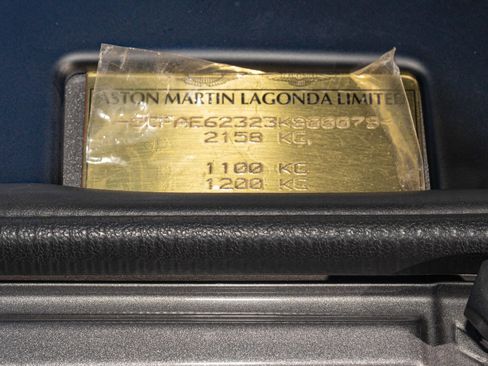 ASTON MARTIN LAGONDA LIMITED
2158 KG
1100 KG
1200 KG